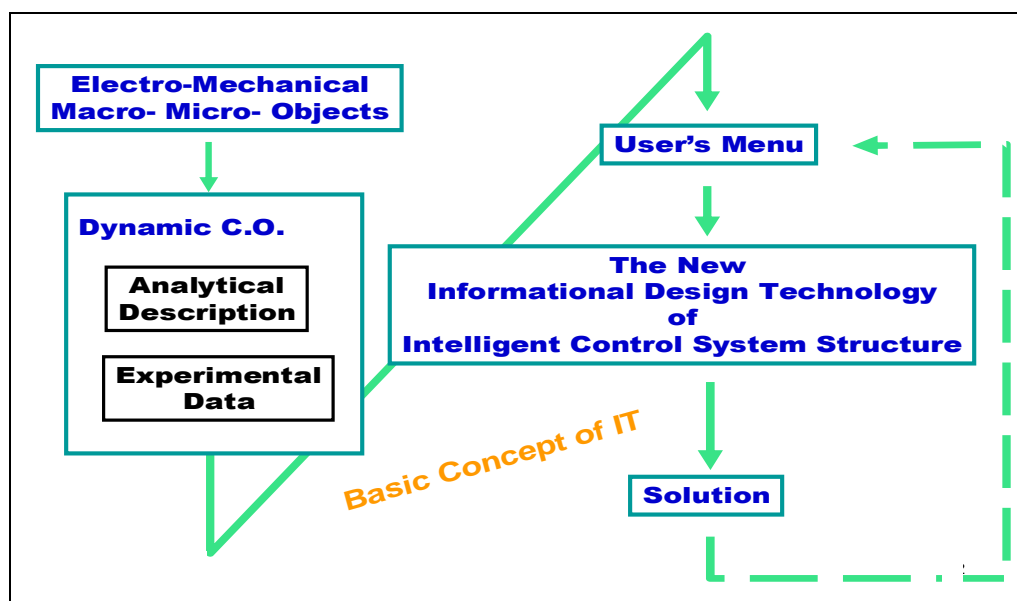 Electro-Mechanical
Macro- Micro- Objects
Dynamic C.O.
Analytical
Description
Experimental
Data
User's Menu
The New
Informational Design Technology
of
Intelligent Control System Structure
Basic Concept of IT
Solution